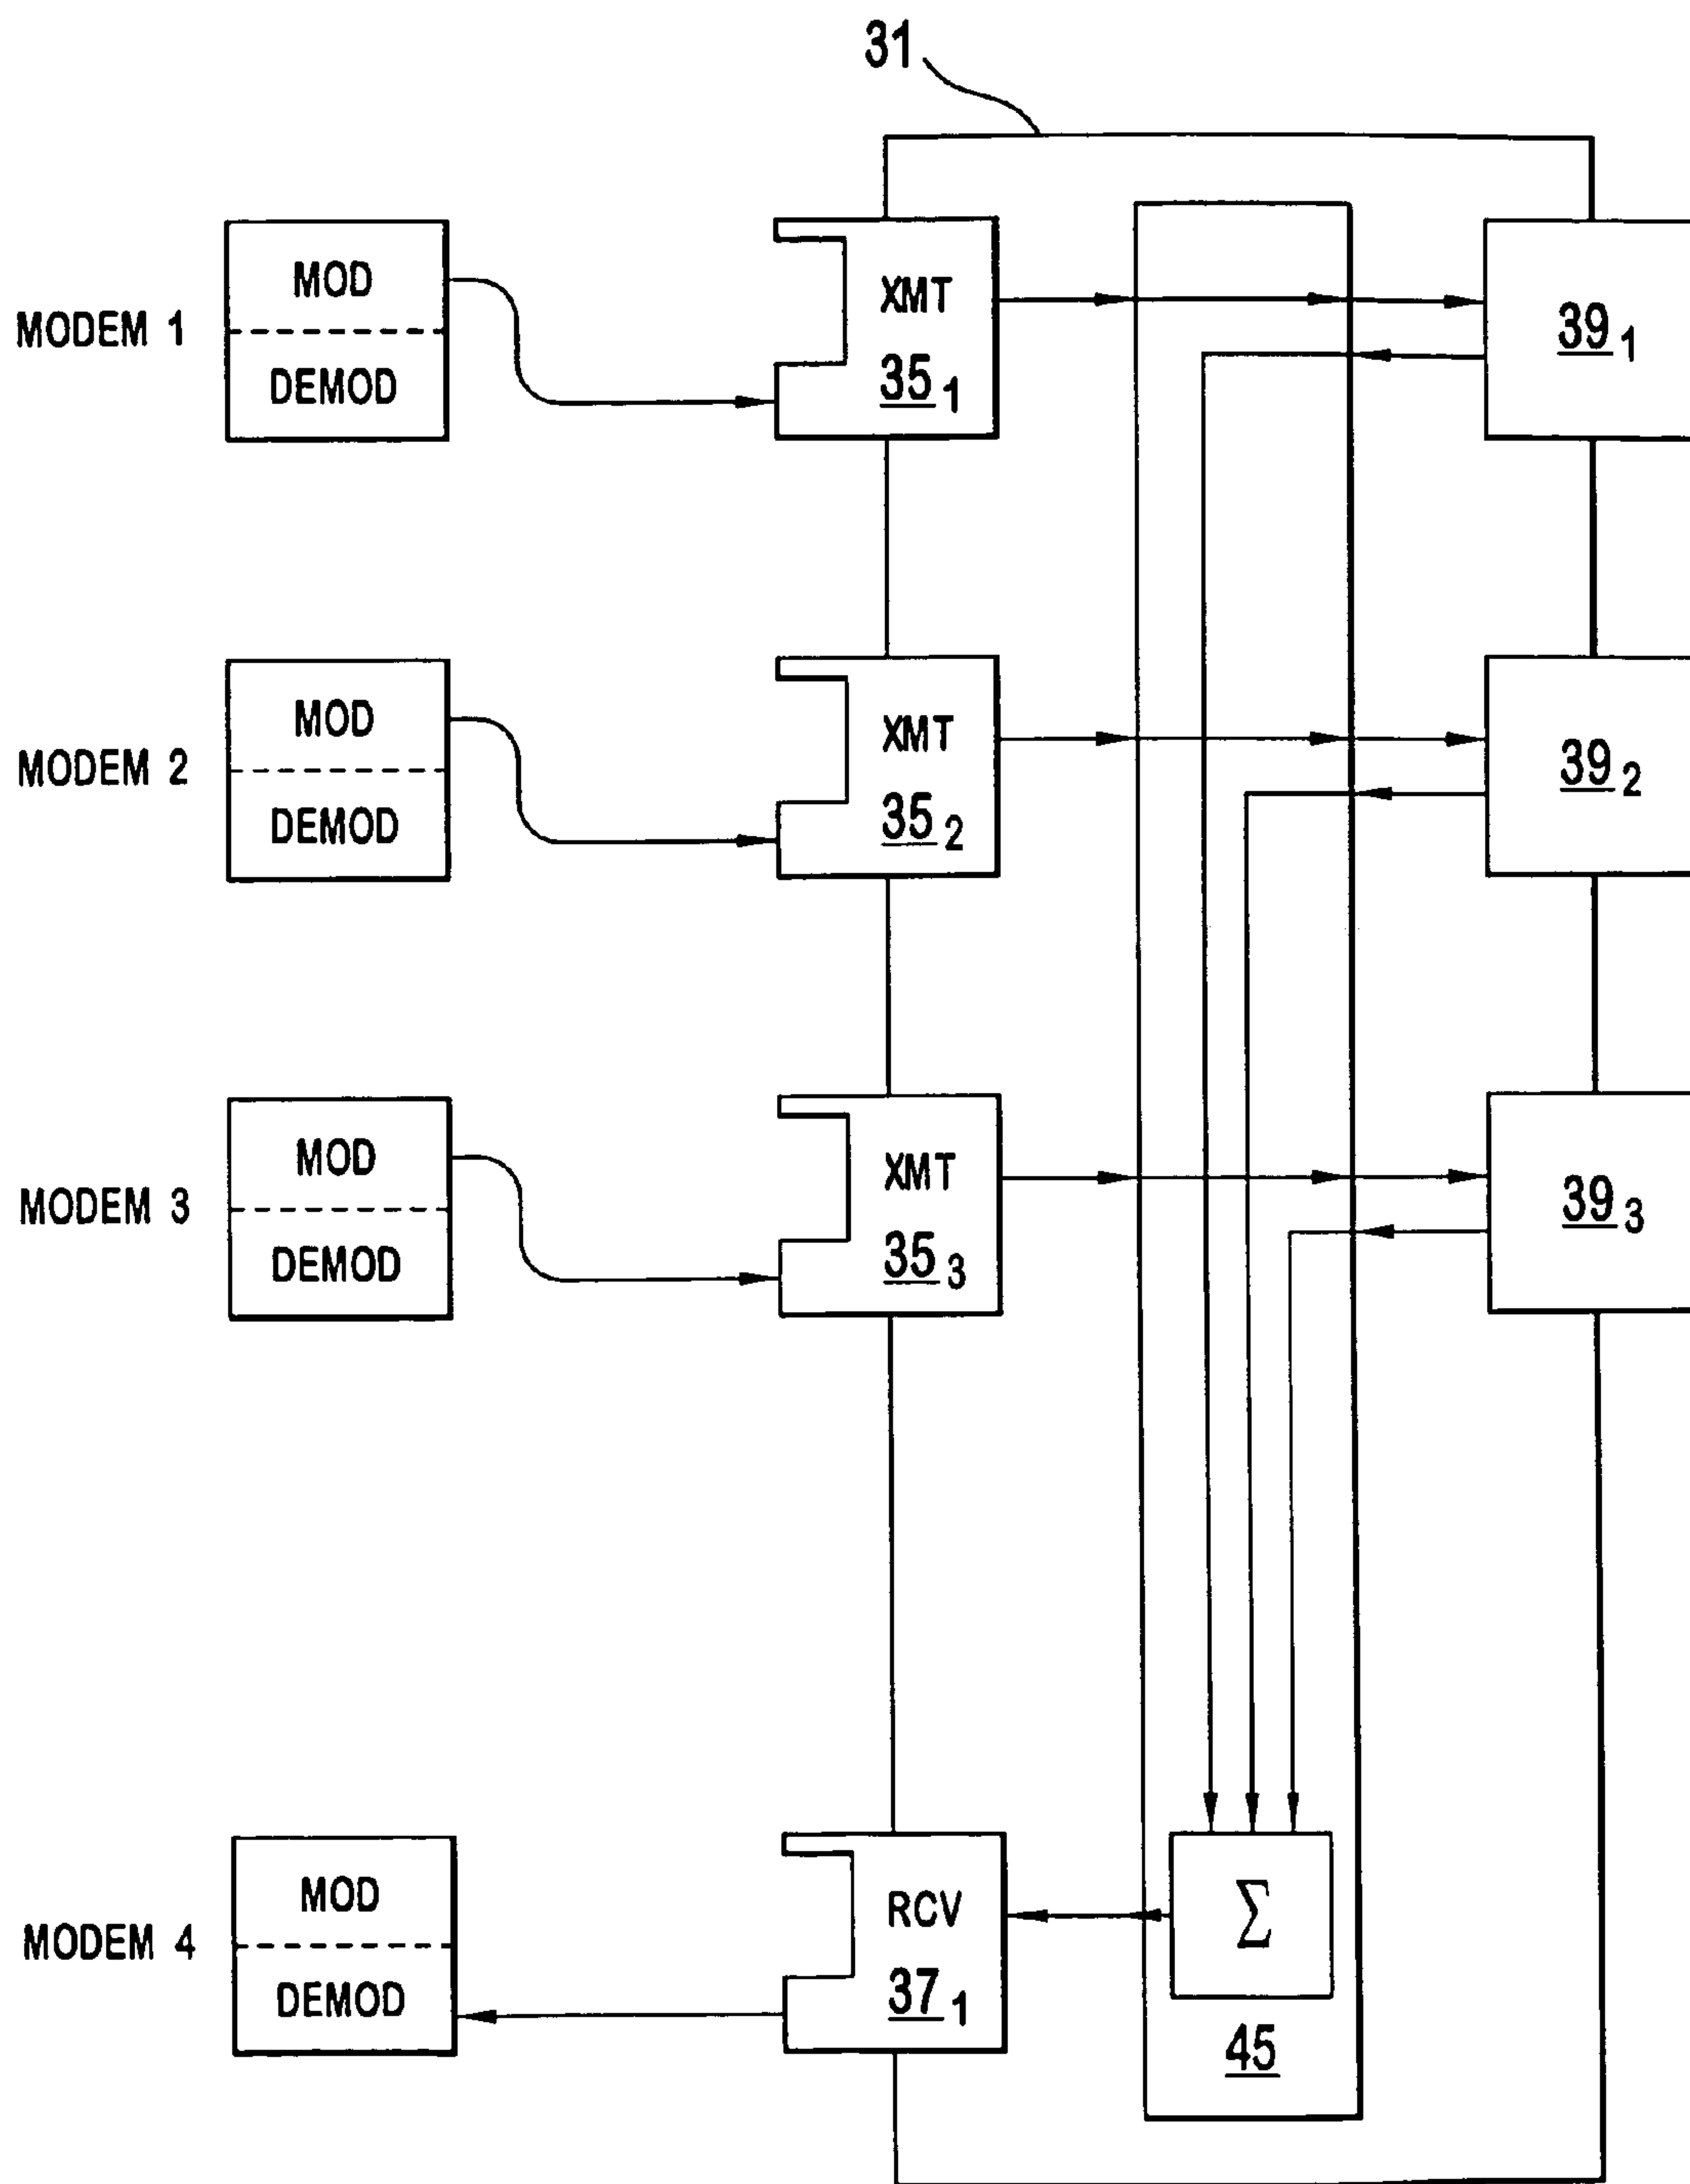 31
MODEM 1
MOD
DEMOD
XMT
35 1
39 1
MODEM 2
MOD
DEMOD
XMT
35 2
39 2
MODEM 3
MOD
DEMOD
XMT
35 3
39 3
MODEM 4
MOD
DEMOD
RCV
37 1
Σ
45